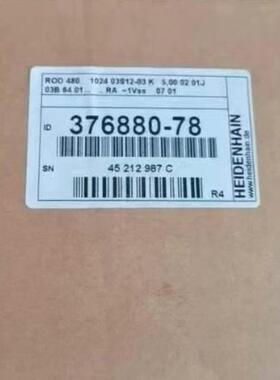 ROD 480 1024 03S12-03 K 5,00 02 01J
03B 64 01.. .. RA ~1Vss 07 01
ID 376880-78
SN 45 212 987 C
R4
HEIDENHAIN
www.heidenhain.de